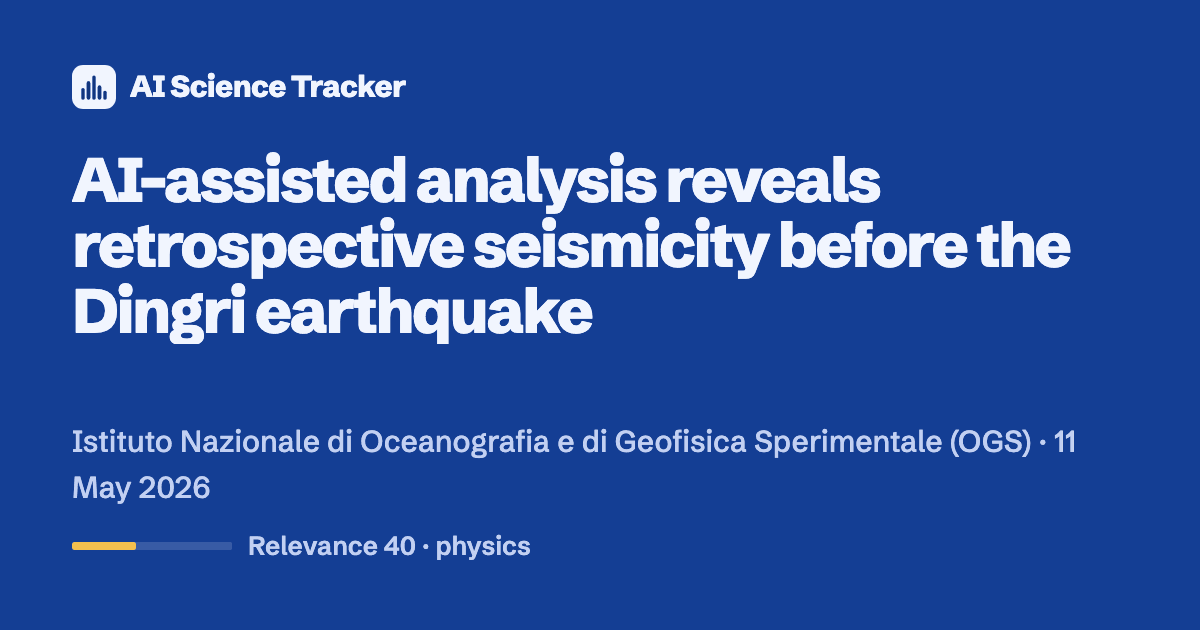 AI Science Tracker
AI-assisted analysis reveals
retrospective seismicity before the
Dingri earthquake
Istituto Nazionale di Oceanografia e di Geofisica Sperimentale (OGS) · 11
May 2026
Relevance 40 · physics